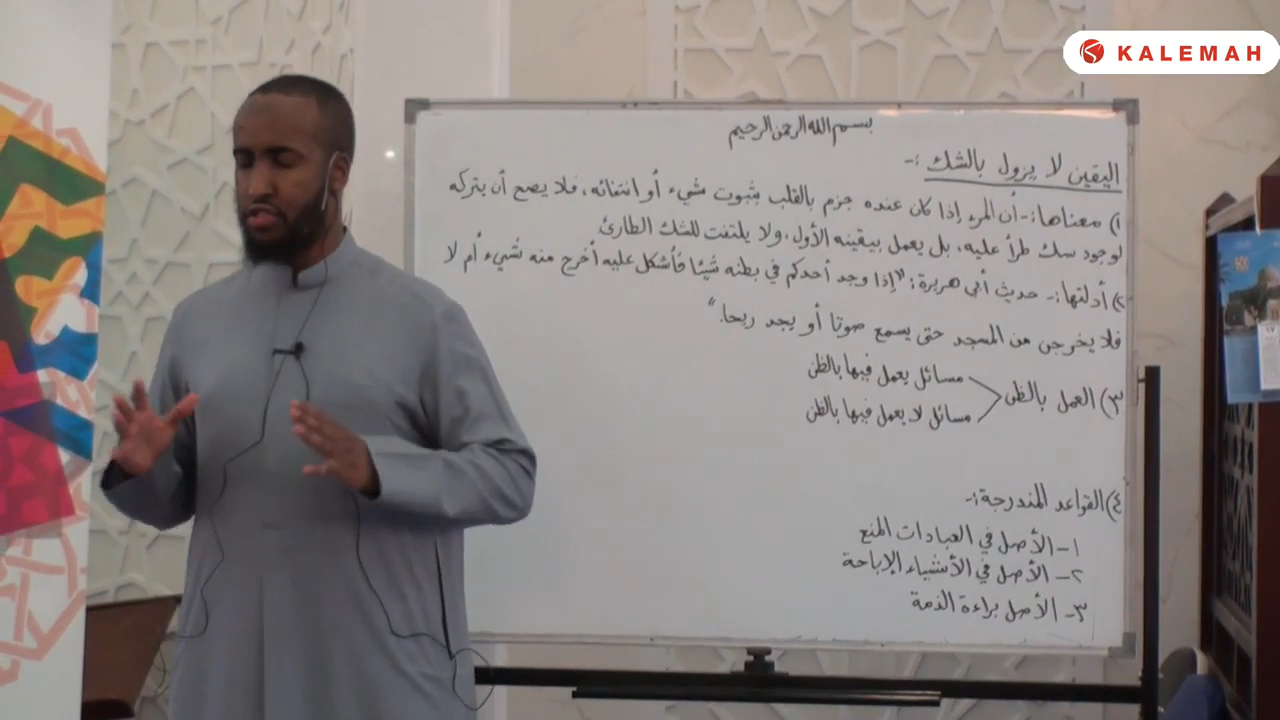 KALEMAH
بسم الله الرحمن الرحيم
اليقين لا يزول بالشك :-
١) معناها:- أن المرء إذا كان عنده جزم بالقلب بثبوت شيء أو انتفائه، فلا يصح أن يتركه
لوجود سك طرأ عليه، بل يعمل بيقينه الأول، ولا يلتفت للشك الطارئ
٢) أدلتها:- حديث أبي هريرة: "إذا وجد أحدكم في بطنه شيئا فأشكل عليه أخرج منه شيء أم لا
فلا يخرجن من المسجد حتى يسمع صوتا أو يجد ريحا."
٣) العمل بالظن
مسائل يعمل فيها بالظن
مسائل لا يعمل فيها بالظن
٤) القواعد المندرجة:-
١- الأصل في العبادات المنع
٢- الأصل في الأشياء الإباحة
٣- الأصل براءة الذمة